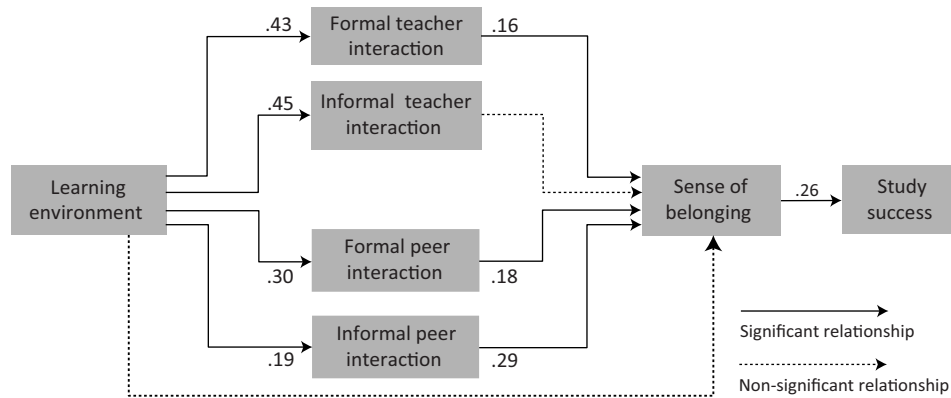 .43
Formal teacher
interaction
.16
.45
Informal teacher
interaction
Learning
environment
Sense of
belonging
.26
Study
success
.30
Formal peer
interaction
.18
.19
Informal peer
interaction
.29
Significant relationship
Non-significant relationship